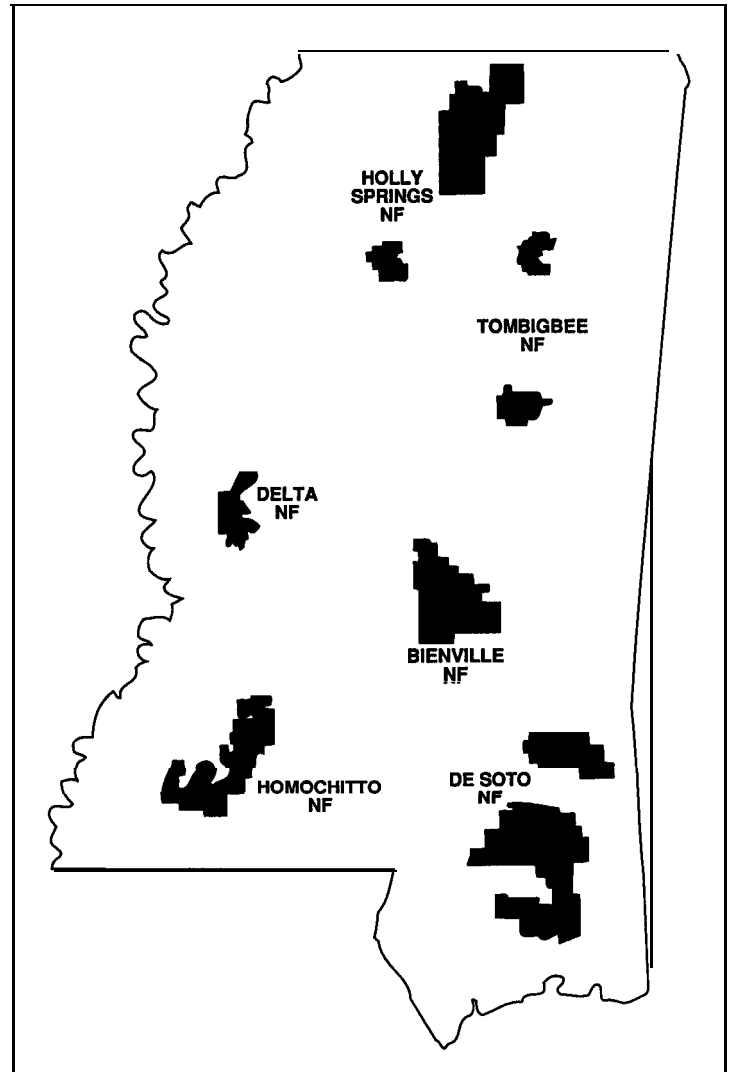 HOLLY
SPRINGS
NF
TOMBIGBEE
NF
DELTA
NF
BIENVILLE
NF
HOMOCHITTO
NF
DE SOTO
NF